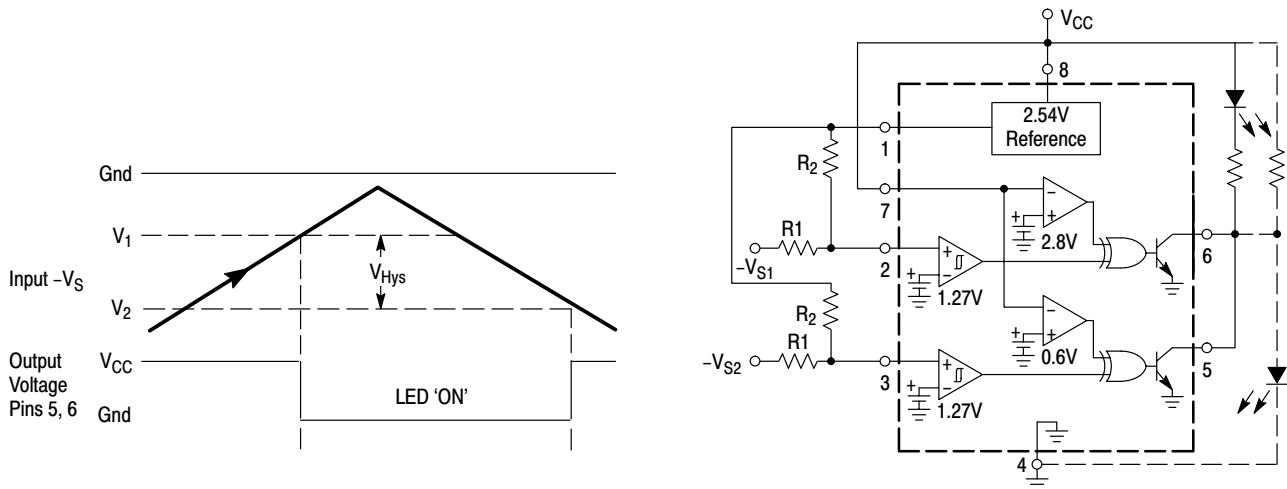 Gnd
V1
Input –VS
VHys
V2
Output
Voltage
Pins 5, 6
VCC
LED ‘ON’
Gnd
VCC
8
2.54V
Reference
1
R2
7
–
+
+
2.8V
6
R1
–VS1
2
+
–
+
1.27V
R2
–
+
+
0.6V
5
R1
–VS2
3
+
–
+
1.27V
4